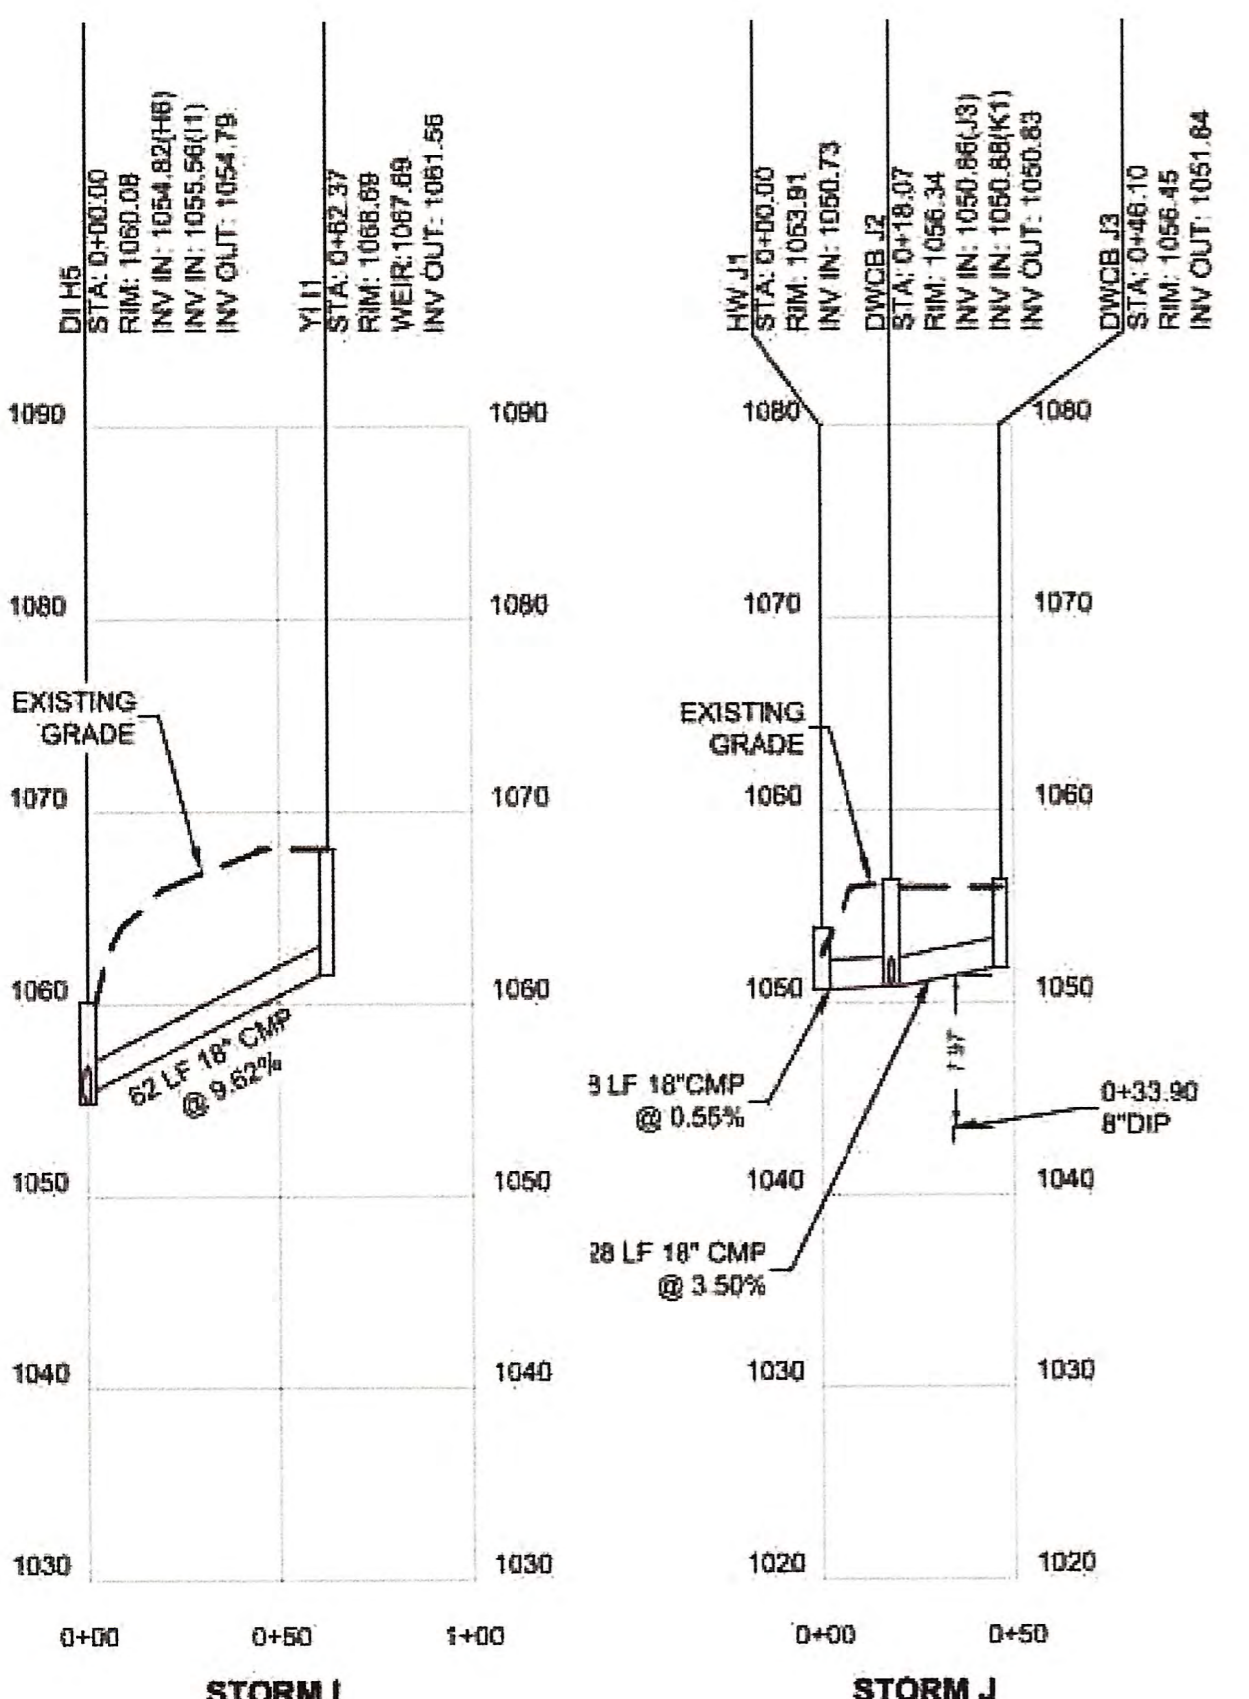 DI H5
STA: 0+00.00
RIM: 1060.08
INV IN: 1054.82(H6)
INV IN: 1055.56(I1)
INV OUT: 1054.79
YI I1
STA: 0+62.37
RIM: 1068.69
WEIR: 1067.69
INV OUT: 1061.56
1090 1090
1080 1080
EXISTING
GRADE
1070 1070
1060 1060
62 LF 18" CMP
@ 9.62%
1050 1050
1040 1040
1030 1030
0+00 0+50 1+00
STORM I
HW J1
STA: 0+00.00
RIM: 1053.91
INV IN: 1050.73
DWCB J2
STA: 0+18.07
RIM: 1056.34
INV IN: 1050.86(J3)
INV IN: 1050.88(K1)
INV OUT: 1050.83
DWCB J3
STA: 0+46.10
RIM: 1056.45
INV OUT: 1051.84
1080 1080
1070 1070
EXISTING
GRADE
1060 1060
1050 1050
8 LF 18"CMP
@ 0.55%
7.97
0+33.90
8"DIP
1040 1040
28 LF 18" CMP
@ 3.50%
1030 1030
1020 1020
0+00 0+50
STORM J